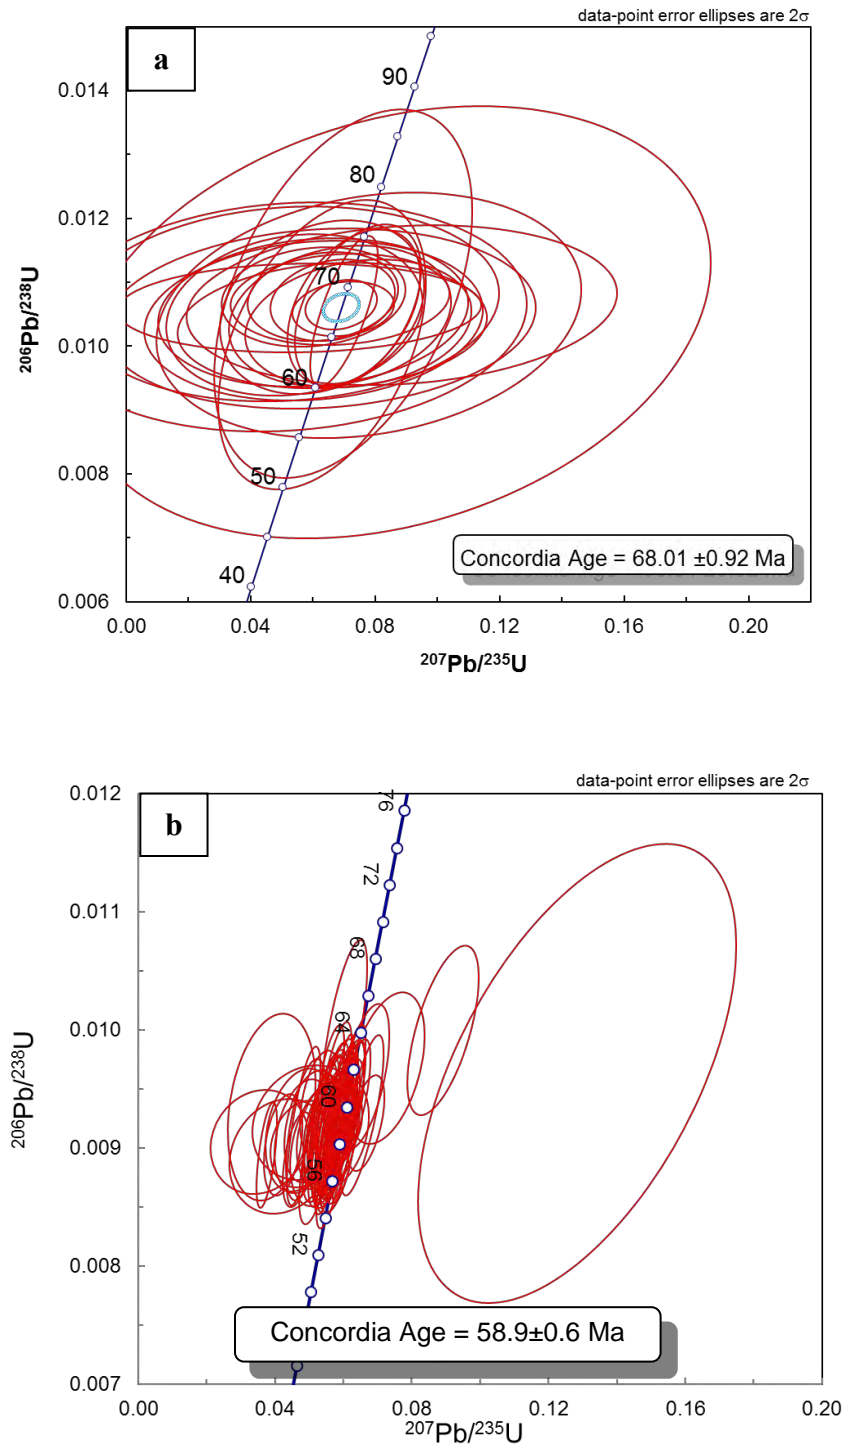 data-point error ellipses are 2σ
a
90
0.014
80
0.012
70
²⁰⁶Pb/²³⁸U
0.010
60
0.008
50
Concordia Age = 68.01 ±0.92 Ma
40
0.006
0.00 0.04 0.08 0.12 0.16 0.20
²⁰⁷Pb/²³⁵U
data-point error ellipses are 2σ
0.012
76
b
72
0.011
68
0.010
64
²⁰⁶Pb/²³⁸U
60
0.009
56
52
0.008
Concordia Age = 58.9±0.6 Ma
0.007
0.00 0.04 0.08 0.12 0.16 0.20
²⁰⁷Pb/²³⁵U